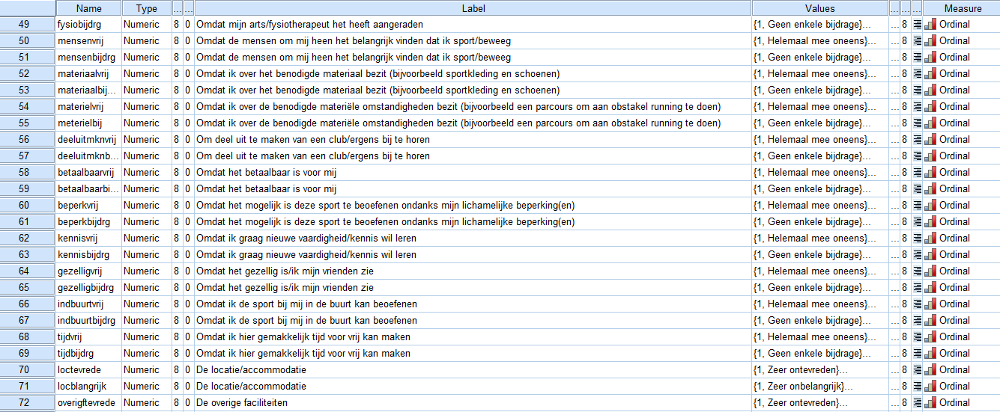 Name Type ... ... Label Values ... ... ... Measure
49 fysiobijdrg Numeric 8 0 Omdat mijn arts/fysiotherapeut het heeft aangeraden {1, Geen enkele bijdrage}... ... 8 Ordinal
50 mensenvrij Numeric 8 0 Omdat de mensen om mij heen het belangrijk vinden dat ik sport/beweeg {1, Helemaal mee oneens}... ... 8 Ordinal
51 mensenbijdrg Numeric 8 0 Omdat de mensen om mij heen het belangrijk vinden dat ik sport/beweeg {1, Geen enkele bijdrage}... ... 8 Ordinal
52 materiaalvrij Numeric 8 0 Omdat ik over het benodigde materiaal bezit (bijvoorbeeld sportkleding en schoenen) {1, Helemaal mee oneens}... ... 8 Ordinal
53 materiaalbij... Numeric 8 0 Omdat ik over het benodigde materiaal bezit (bijvoorbeeld sportkleding en schoenen) {1, Geen enkele bijdrage}... ... 8 Ordinal
54 materielvrij Numeric 8 0 Omdat ik over de benodigde materiële omstandigheden bezit (bijvoorbeeld een parcours om aan obstakel running te doen) {1, Helemaal mee oneens}... ... 8 Ordinal
55 meterielbij Numeric 8 0 Omdat ik over de benodigde materiële omstandigheden bezit (bijvoorbeeld een parcours om aan obstakel running te doen) {1, Geen enkele bijdrage}... ... 8 Ordinal
56 deeluitmknvrij Numeric 8 0 Om deel uit te maken van een club/ergens bij te horen {1, Helemaal mee oneens}... ... 8 Ordinal
57 deeluitmknb... Numeric 8 0 Om deel uit te maken van een club/ergens bij te horen {1, Geen enkele bijdrage}... ... 8 Ordinal
58 betaalbaarvrij Numeric 8 0 Omdat het betaalbaar is voor mij {1, Helemaal mee oneens}... ... 8 Ordinal
59 betaalbaarbi... Numeric 8 0 Omdat het betaalbaar is voor mij {1, Geen enkele bijdrage}... ... 8 Ordinal
60 beperkvrij Numeric 8 0 Omdat het mogelijk is deze sport te beoefenen ondanks mijn lichamelijke beperking(en) {1, Helemaal mee oneens}... ... 8 Ordinal
61 beperkbijdrg Numeric 8 0 Omdat het mogelijk is deze sport te beoefenen ondanks mijn lichamelijke beperking(en) {1, Geen enkele bijdrage}... ... 8 Ordinal
62 kennisvrij Numeric 8 0 Omdat ik graag nieuwe vaardigheid/kennis wil leren {1, Helemaal mee oneens}... ... 8 Ordinal
63 kennisbijdrg Numeric 8 0 Omdat ik graag nieuwe vaardigheid/kennis wil leren {1, Geen enkele bijdrage}... ... 8 Ordinal
64 gezelligvrij Numeric 8 0 Omdat het gezellig is/ik mijn vrienden zie {1, Helemaal mee oneens}... ... 8 Ordinal
65 gezelligbijdrg Numeric 8 0 Omdat het gezellig is/ik mijn vrienden zie {1, Geen enkele bijdrage}... ... 8 Ordinal
66 indbuurtvrij Numeric 8 0 Omdat ik de sport bij mij in de buurt kan beoefenen {1, Helemaal mee oneens}... ... 8 Ordinal
67 indbuurtbijdrg Numeric 8 0 Omdat ik de sport bij mij in de buurt kan beoefenen {1, Geen enkele bijdrage}... ... 8 Ordinal
68 tijdvrij Numeric 8 0 Omdat ik hier gemakkelijk tijd voor vrij kan maken {1, Helemaal mee oneens}... ... 8 Ordinal
69 tijdbijdrg Numeric 8 0 Omdat ik hier gemakkelijk tijd voor vrij kan maken {1, Geen enkele bijdrage}... ... 8 Ordinal
70 loctevrede Numeric 8 0 De locatie/accommodatie {1, Zeer ontevreden}... ... 8 Ordinal
71 locblangrijk Numeric 8 0 De locatie/accommodatie {1, Zeer onbelangrijk}... ... 8 Ordinal
72 overigftevrede Numeric 8 0 De overige faciliteiten {1, Zeer ontevreden}... ... 8 Ordinal